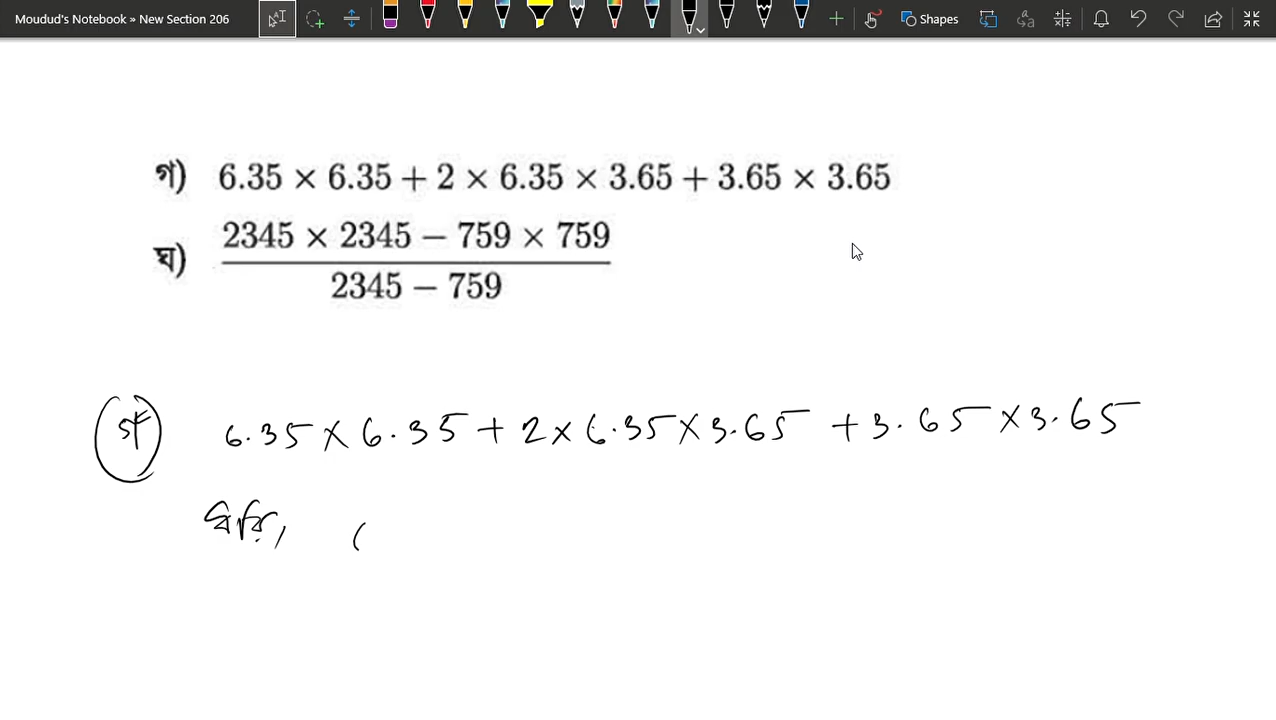 Moudud's Notebook » New Section 206
Shapes
গ) 6.35 × 6.35 + 2 × 6.35 × 3.65 + 3.65 × 3.65
ঘ) 2345 × 2345 − 759 × 759
2345 − 759
গ 6.35 × 6.35 + 2 × 6.35 × 3.65 + 3.65 × 3.65
ধরি, (